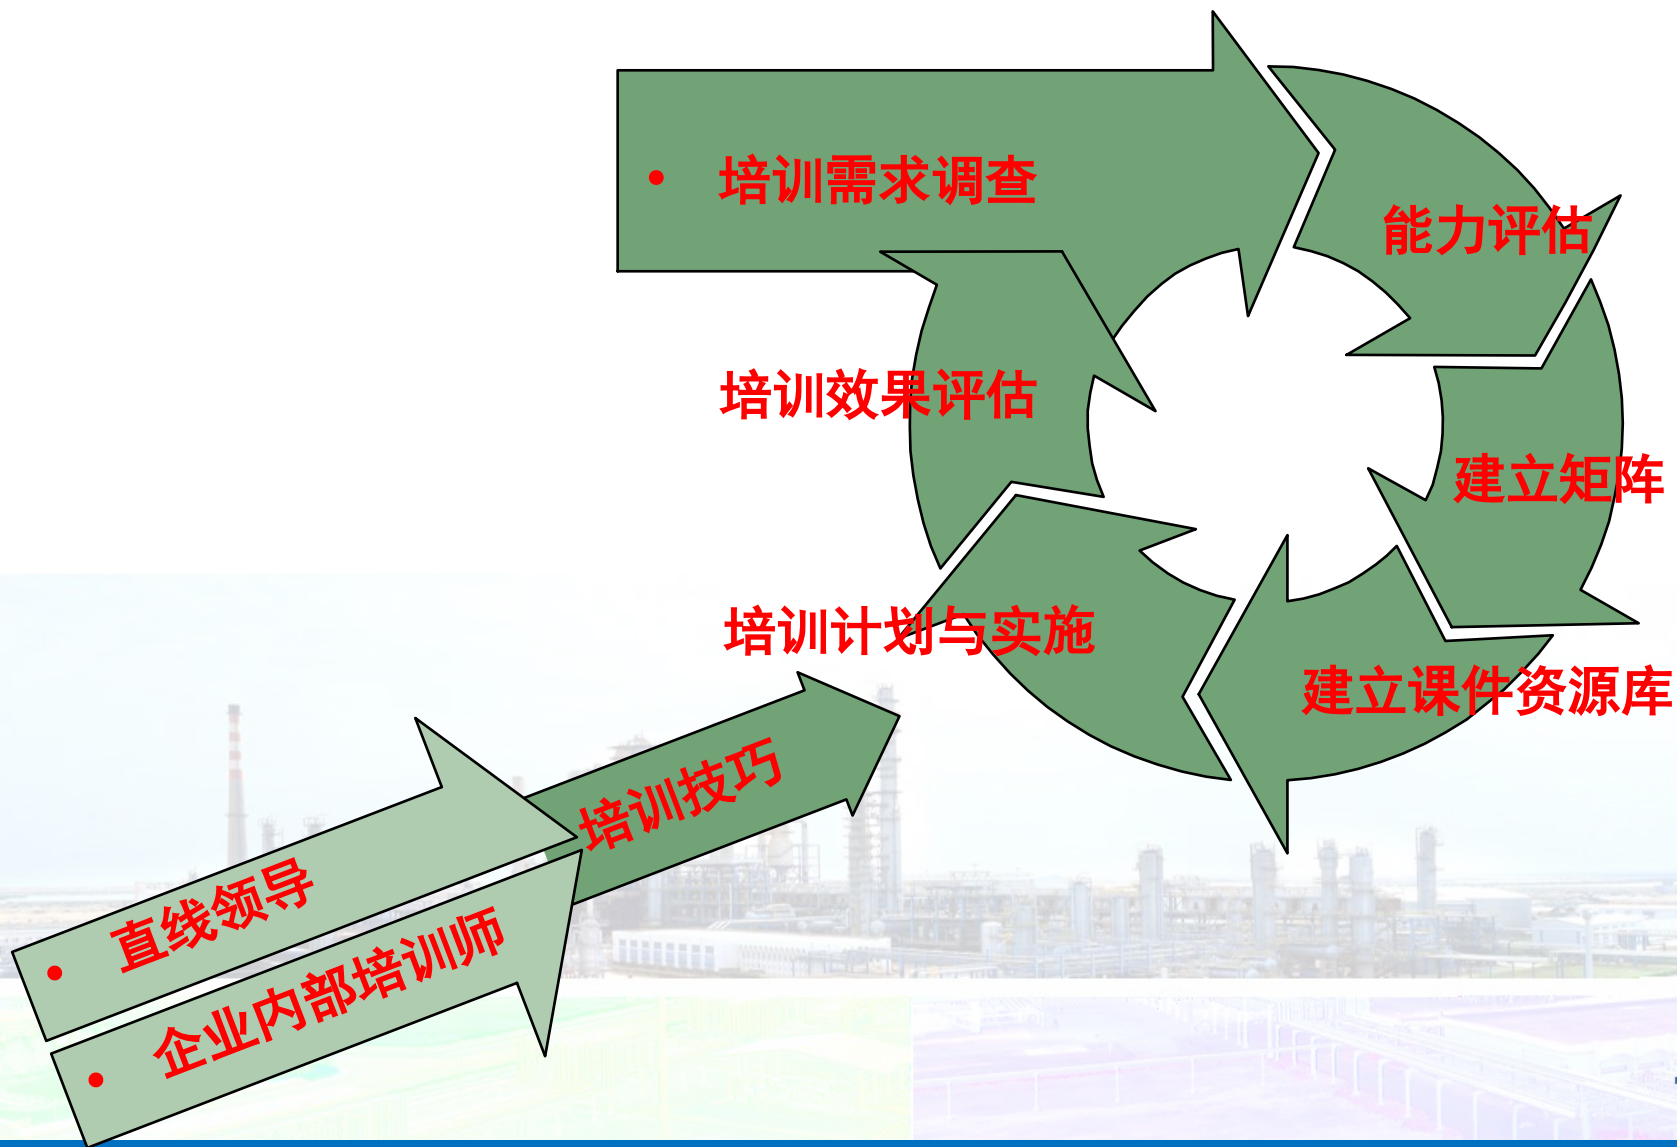 • 培训需求调查
能力评估
培训效果评估
建立矩阵
培训计划与实施
建立课件资源库
培训技巧
• 直线领导
• 企业内部培训师